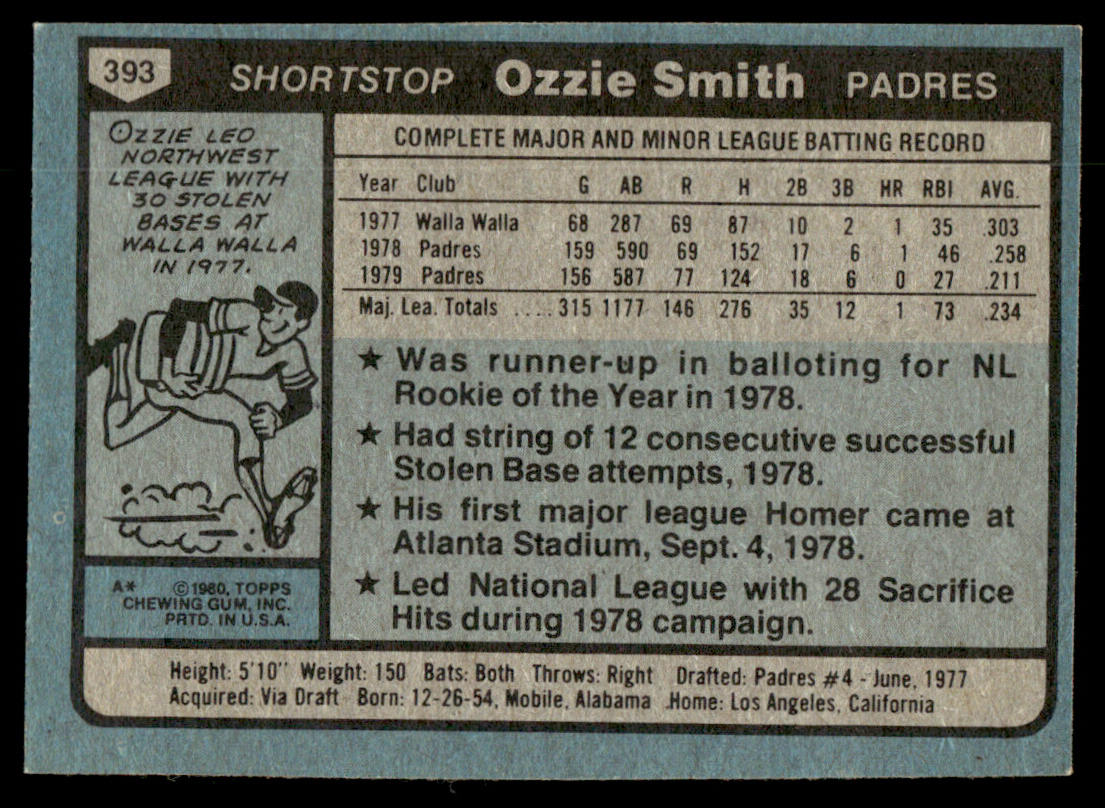 393 SHORTSTOP Ozzie Smith PADRES
OZZIE LED
NORTHWEST
LEAGUE WITH
30 STOLEN
BASES AT
WALLA WALLA
IN 1977.
COMPLETE MAJOR AND MINOR LEAGUE BATTING RECORD
Year Club G AB R H 2B 3B HR RBI AVG.
1977 Walla Walla 68 287 69 87 10 2 1 35 .303
1978 Padres 159 590 69 152 17 6 1 46 .258
1979 Padres 156 587 77 124 18 6 0 27 .211
Maj. Lea. Totals .... 315 1177 146 276 35 12 1 73 .234
★ Was runner-up in balloting for NL
Rookie of the Year in 1978.
★ Had string of 12 consecutive successful
Stolen Base attempts, 1978.
★ His first major league Homer came at
Atlanta Stadium, Sept. 4, 1978.
★ Led National League with 28 Sacrifice
Hits during 1978 campaign.
A* ©1980, TOPPS
CHEWING GUM, INC.
PRTD. IN U.S.A.
Height: 5'10" Weight: 150 Bats: Both Throws: Right Drafted: Padres #4 - June, 1977
Acquired: Via Draft Born: 12-26-54, Mobile, Alabama Home: Los Angeles, California